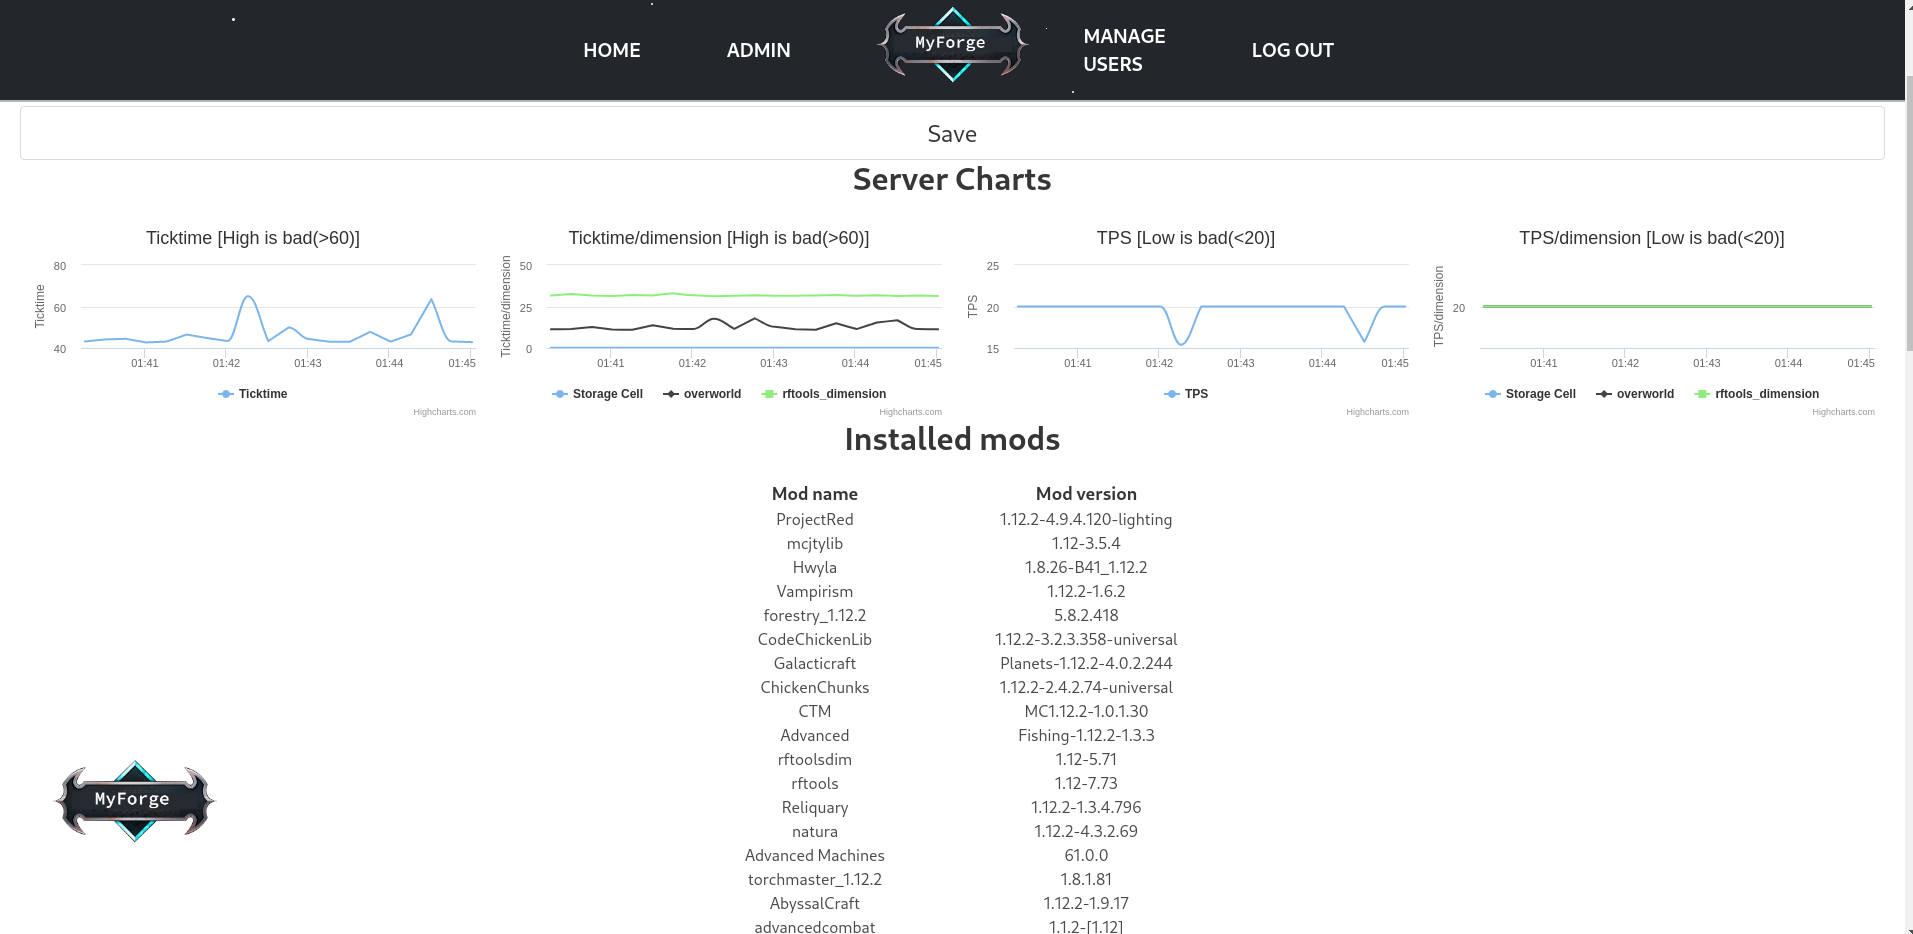 HOME
ADMIN
MyForge
MANAGE
USERS
LOG OUT
Save
Server Charts
Ticktime [High is bad(>60)]
80
60
40
Ticktime
01:41
01:42
01:43
01:44
01:45
Ticktime
Highcharts.com
Ticktime/dimension [High is bad(>60)]
50
25
0
Ticktime/dimension
01:41
01:42
01:43
01:44
01:45
Storage Cell overworld rftools_dimension
Highcharts.com
TPS [Low is bad(<20)]
25
20
15
TPS
01:41
01:42
01:43
01:44
01:45
TPS
Highcharts.com
TPS/dimension [Low is bad(<20)]
20
TPS/dimension
01:41
01:42
01:43
01:44
01:45
Storage Cell overworld rftools_dimension
Highcharts.com
Installed mods
Mod name Mod version
ProjectRed 1.12.2-4.9.4.120-lighting
mcjtylib 1.12-3.5.4
Hwyla 1.8.26-B41_1.12.2
Vampirism 1.12.2-1.6.2
forestry_1.12.2 5.8.2.418
CodeChickenLib 1.12.2-3.2.3.358-universal
Galacticraft Planets-1.12.2-4.0.2.244
ChickenChunks 1.12.2-2.4.2.74-universal
CTM MC1.12.2-1.0.1.30
Advanced Fishing-1.12.2-1.3.3
rftoolsdim 1.12-5.71
rftools 1.12-7.73
Reliquary 1.12.2-1.3.4.796
natura 1.12.2-4.3.2.69
Advanced Machines 61.0.0
torchmaster_1.12.2 1.8.1.81
AbyssalCraft 1.12.2-1.9.17
advancedcombat 1.1.2-[1.12]
MyForge